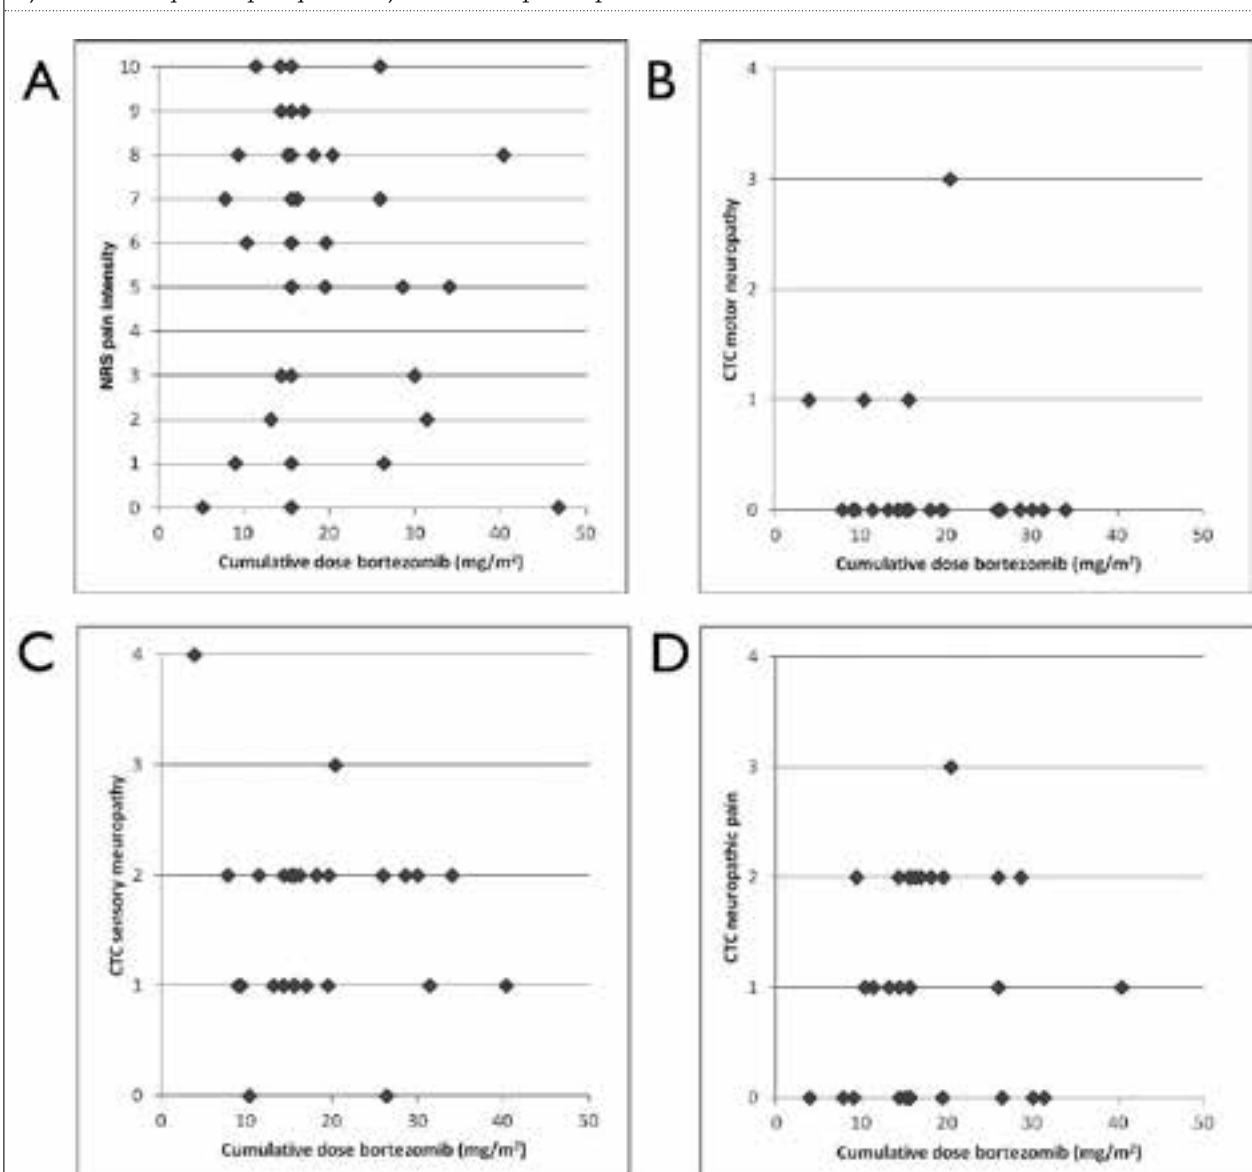 A
10
9
8
7
6
5
4
3
2
1
0
0 10 20 30 40 50
NRS pain intensity
Cumulative dose bortezomib (mg/m²)
B
4
3
2
1
0
0 10 20 30 40 50
CTC motor neuropathy
Cumulative dose bortezomib (mg/m²)
C
4
3
2
1
0
0 10 20 30 40 50
CTC sensory meuropathy
Cumulative dose bortezomib (mg/m²)
D
4
3
2
1
0
0 10 20 30 40 50
CTC neuropathic pain
Cumulative dose bortezomib (mg/m²)